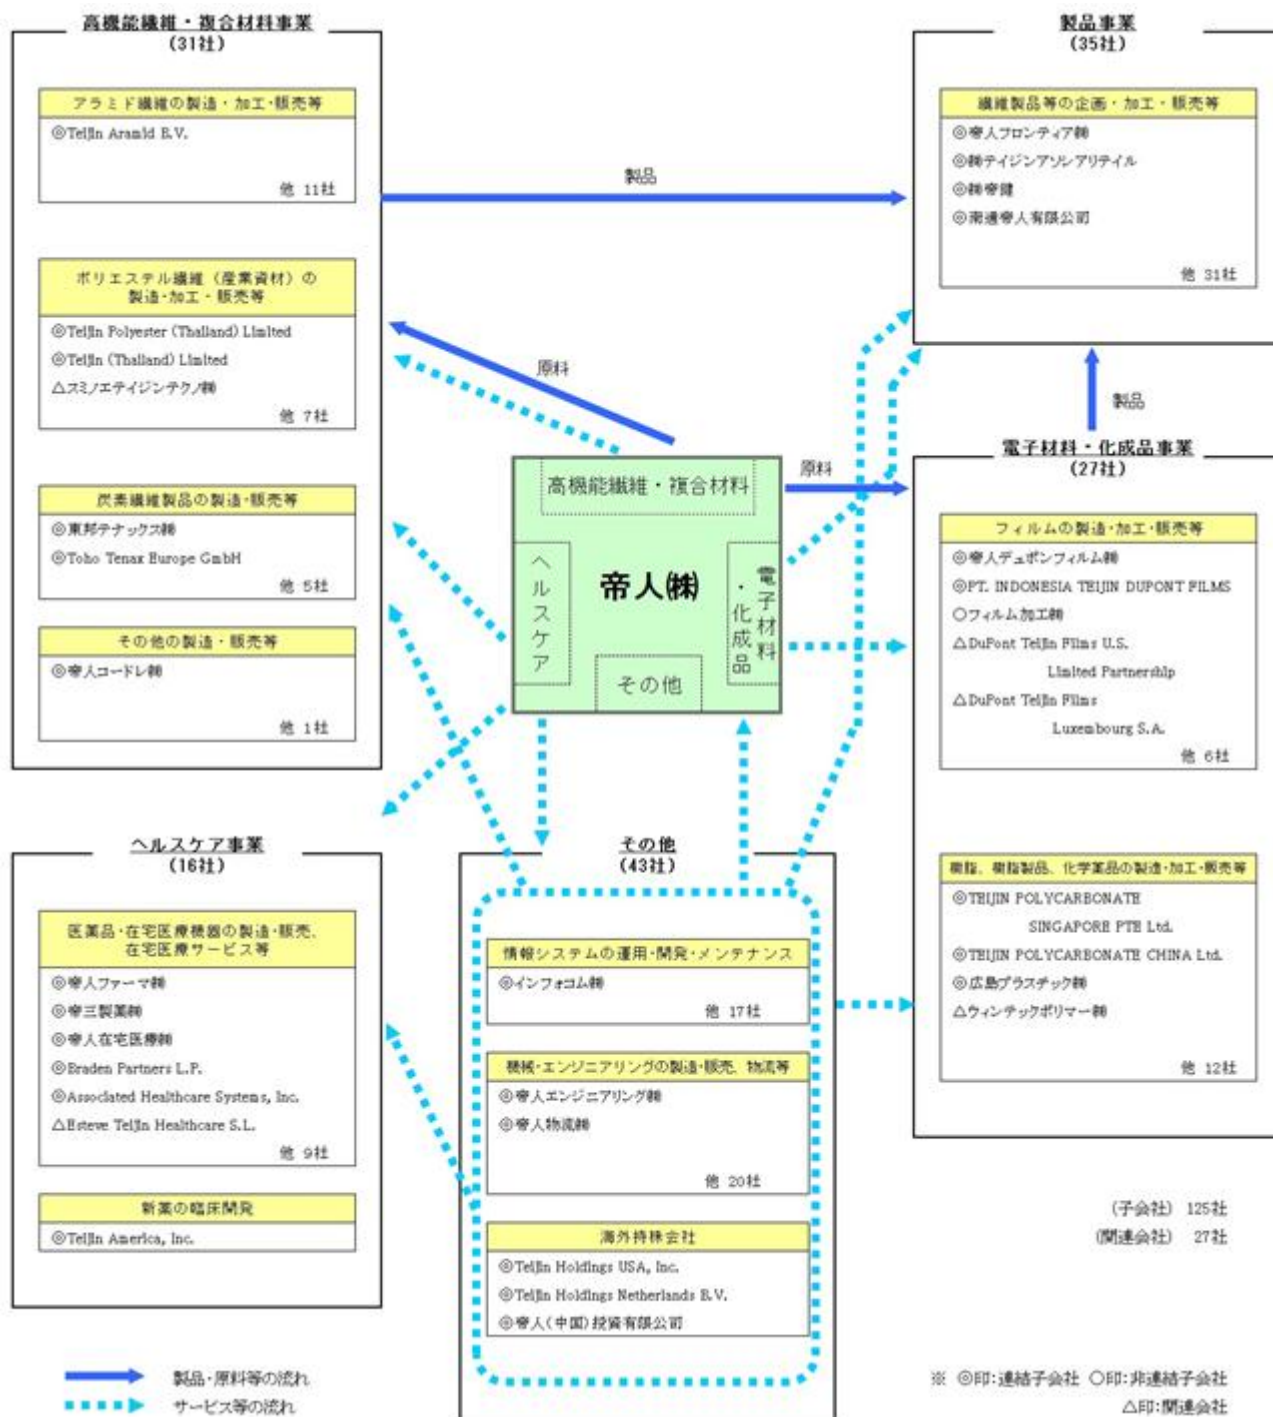 高機能繊維・複合材料事業
(31社)
アラミド繊維の製造・加工・販売等
◎Teijin Aramid B.V.
他 11社
ポリエステル繊維（産業資材）の
製造・加工・販売等
◎Teijin Polyester (Thailand) Limited
◎Teijin (Thailand) Limited
△スミノエテイジンテクノ㈱
他 7社
炭素繊維製品の製造・販売等
◎東邦テナックス㈱
◎Toho Tenax Europe GmbH
他 5社
その他の製造・販売等
◎帝人コードレ㈱
他 1社
製品
原料
製品事業
(35社)
繊維製品等の企画・加工・販売等
◎帝人フロンティア㈱
◎㈱テイジンアソシアリテイル
◎㈱帝健
◎南通帝人有限公司
他 31社
製品
高機能繊維・複合材料
ヘルスケア
帝人㈱
電子材料
・化成品
その他
原料
電子材料・化成品事業
(27社)
フィルムの製造・加工・販売等
◎帝人デュポンフィルム㈱
◎PT. INDONESIA TEIJIN DUPONT FILMS
○フィルム加工㈱
△DuPont Teijin Films U.S.
Limited Partnership
△DuPont Teijin Films
Luxembourg S.A.
他 6社
樹脂、樹脂製品、化学薬品の製造・加工・販売等
◎TEIJIN POLYCARBONATE
SINGAPORE PTE Ltd.
◎TEIJIN POLYCARBONATE CHINA Ltd.
◎広島プラスチック㈱
△ウィンテックポリマー㈱
他 12社
ヘルスケア事業
(16社)
医薬品・在宅医療機器の製造・販売、
在宅医療サービス等
◎帝人ファーマ㈱
◎帝三製薬㈱
◎帝人在宅医療㈱
◎Braden Partners L.P.
◎Associated Healthcare Systems, Inc.
△Esteve Teijin Healthcare S.L.
他 9社
新薬の臨床開発
◎Teijin America, Inc.
その他
(43社)
情報システムの運用・開発・メンテナンス
◎インフォコム㈱
他 17社
機械・エンジニアリングの製造・販売、物流等
◎帝人エンジニアリング㈱
◎帝人物流㈱
他 20社
海外持株会社
◎Teijin Holdings USA, Inc.
◎Teijin Holdings Netherlands B.V.
◎帝人(中国)投資有限公司
(子会社) 125社
(関連会社) 27社
製品・原料等の流れ
サービス等の流れ
※ ◎印：連結子会社 ○印：非連結子会社
△印：関連会社